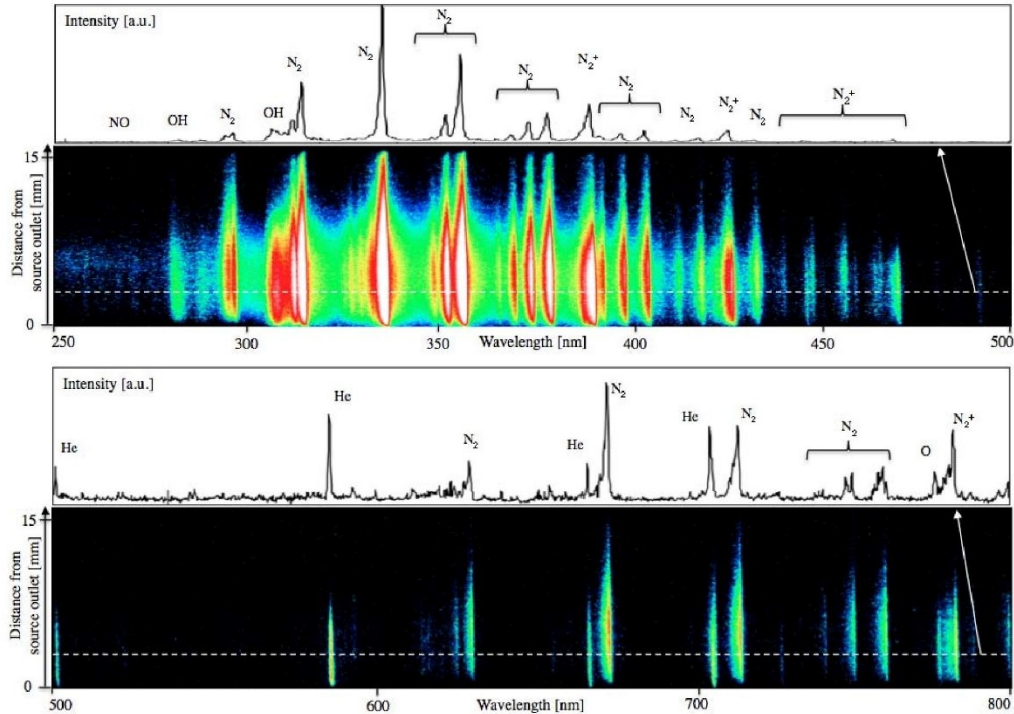 Intensity [a.u.]
NO
OH
N2
OH
N2
N2
N2
N2
N2+
N2
N2
N2+
N2
N2+
Distance from
source outlet [mm]
15
0
250
300
350
Wavelength [nm]
400
450
500
Intensity [a.u.]
He
He
N2
He
N2
He
N2
N2
O
N2+
Distance from
source outlet [mm]
15
0
500
600
Wavelength [nm]
700
800